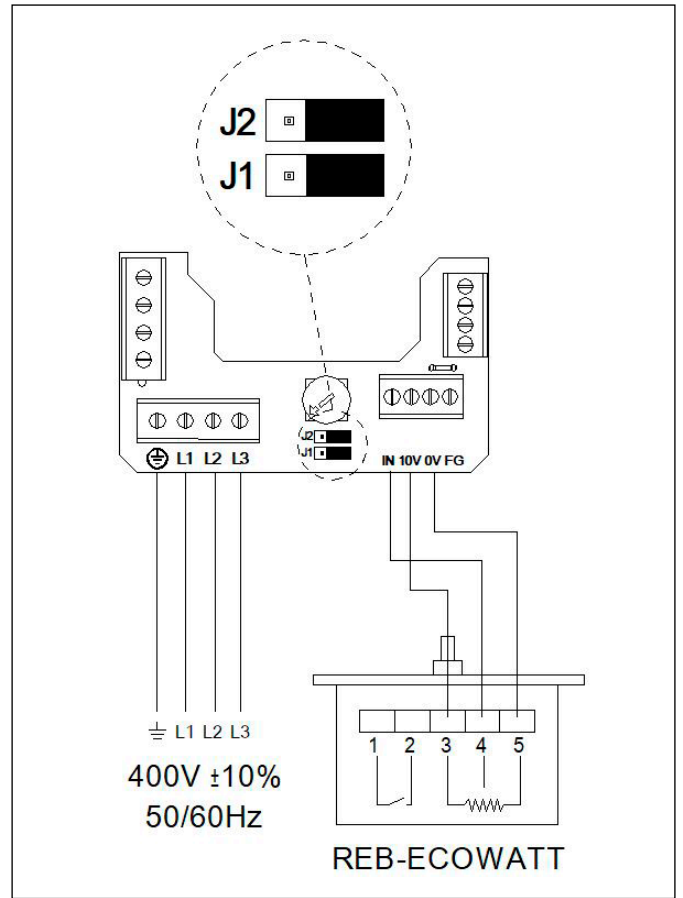 J2
J1
J2
J1
L1 L2 L3
IN 10V 0V FG
L1 L2 L3
1 2 3 4 5
400V ±10%
50/60Hz
REB-ECOWATT